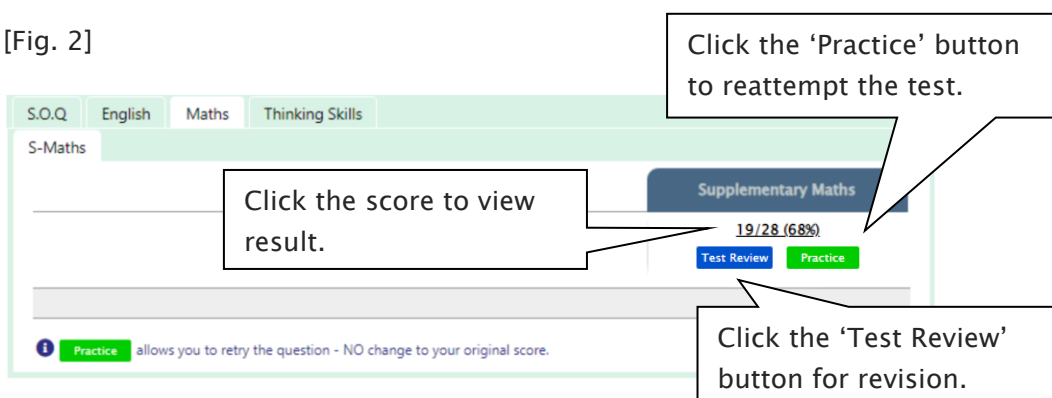 [Fig. 2]
Click the ‘Practice’ button
to reattempt the test.
S.O.Q English Maths Thinking Skills
S-Maths
Click the score to view
result.
Supplementary Maths
19/28 (68%)
Test Review Practice
Click the ‘Test Review’
button for revision.
i Practice allows you to retry the question - NO change to your original score.